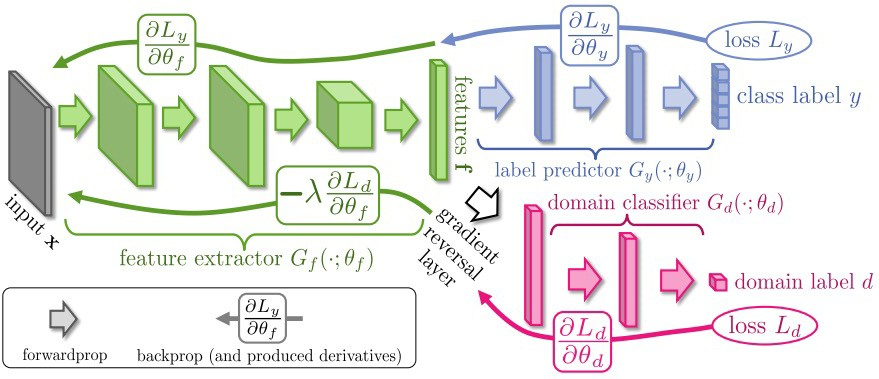 ∂L_y/∂θ_f
∂L_y/∂θ_y
loss L_y
features f
class label y
label predictor G_y(·; θ_y)
−λ ∂L_d/∂θ_f
input x
feature extractor G_f(·; θ_f)
gradient
reversal
layer
domain classifier G_d(·; θ_d)
domain label d
∂L_d/∂θ_d
loss L_d
∂L_y/∂θ_f
forwardprop
backprop (and produced derivatives)